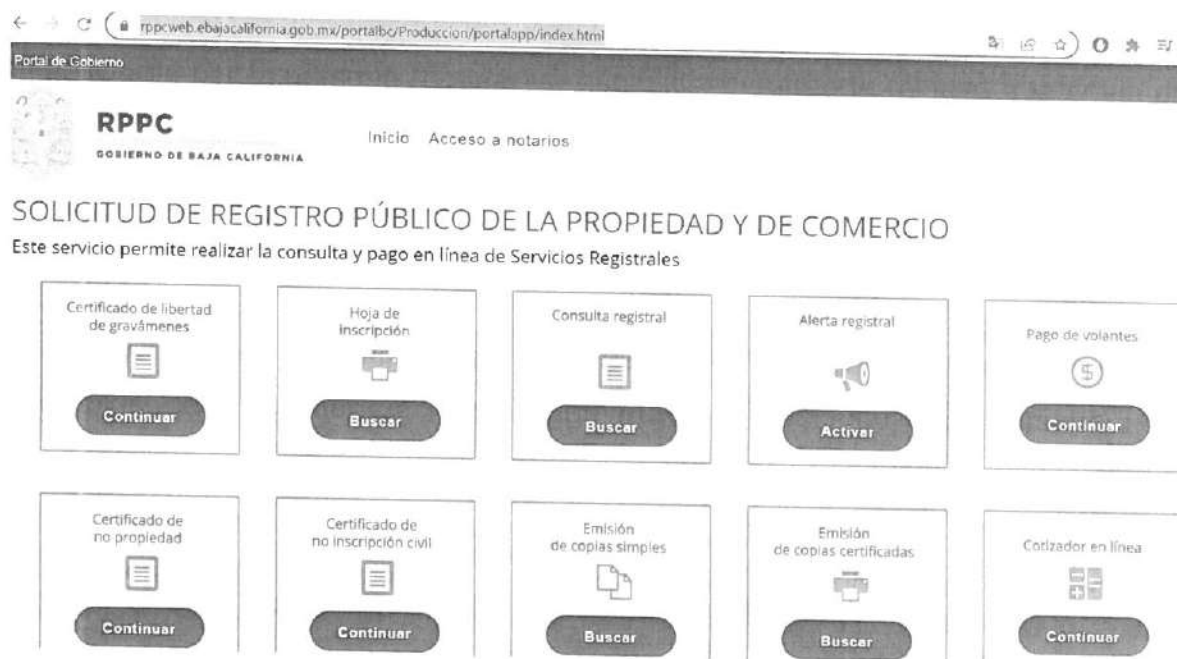 rppcweb.ebajacalifornia.gob.mx/portalbc/Produccion/portalapp/index.html
Portal de Gobierno
RPPC
GOBIERNO DE BAJA CALIFORNIA
Inicio Acceso a notarios
SOLICITUD DE REGISTRO PÚBLICO DE LA PROPIEDAD Y DE COMERCIO
Este servicio permite realizar la consulta y pago en línea de Servicios Registrales
Certificado de libertad
de gravámenes
Continuar
Hoja de
inscripción
Buscar
Consulta registral
Buscar
Alerta registral
Activar
Pago de volantes
Continuar
Certificado de
no propiedad
Continuar
Certificado de
no inscripción civil
Continuar
Emisión
de copias simples
Buscar
Emisión
de copias certificadas
Buscar
Cotizador en línea
Continuar